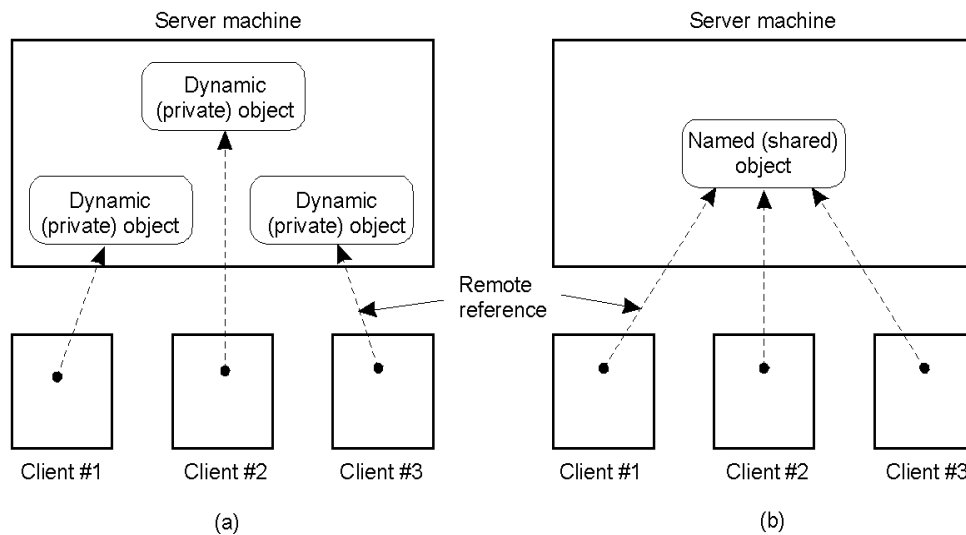 Server machine
Dynamic
(private) object
Dynamic
(private) object
Dynamic
(private) object
Client #1
Client #2
Client #3
(a)
Remote
reference
Server machine
Named (shared)
object
Client #1
Client #2
Client #3
(b)